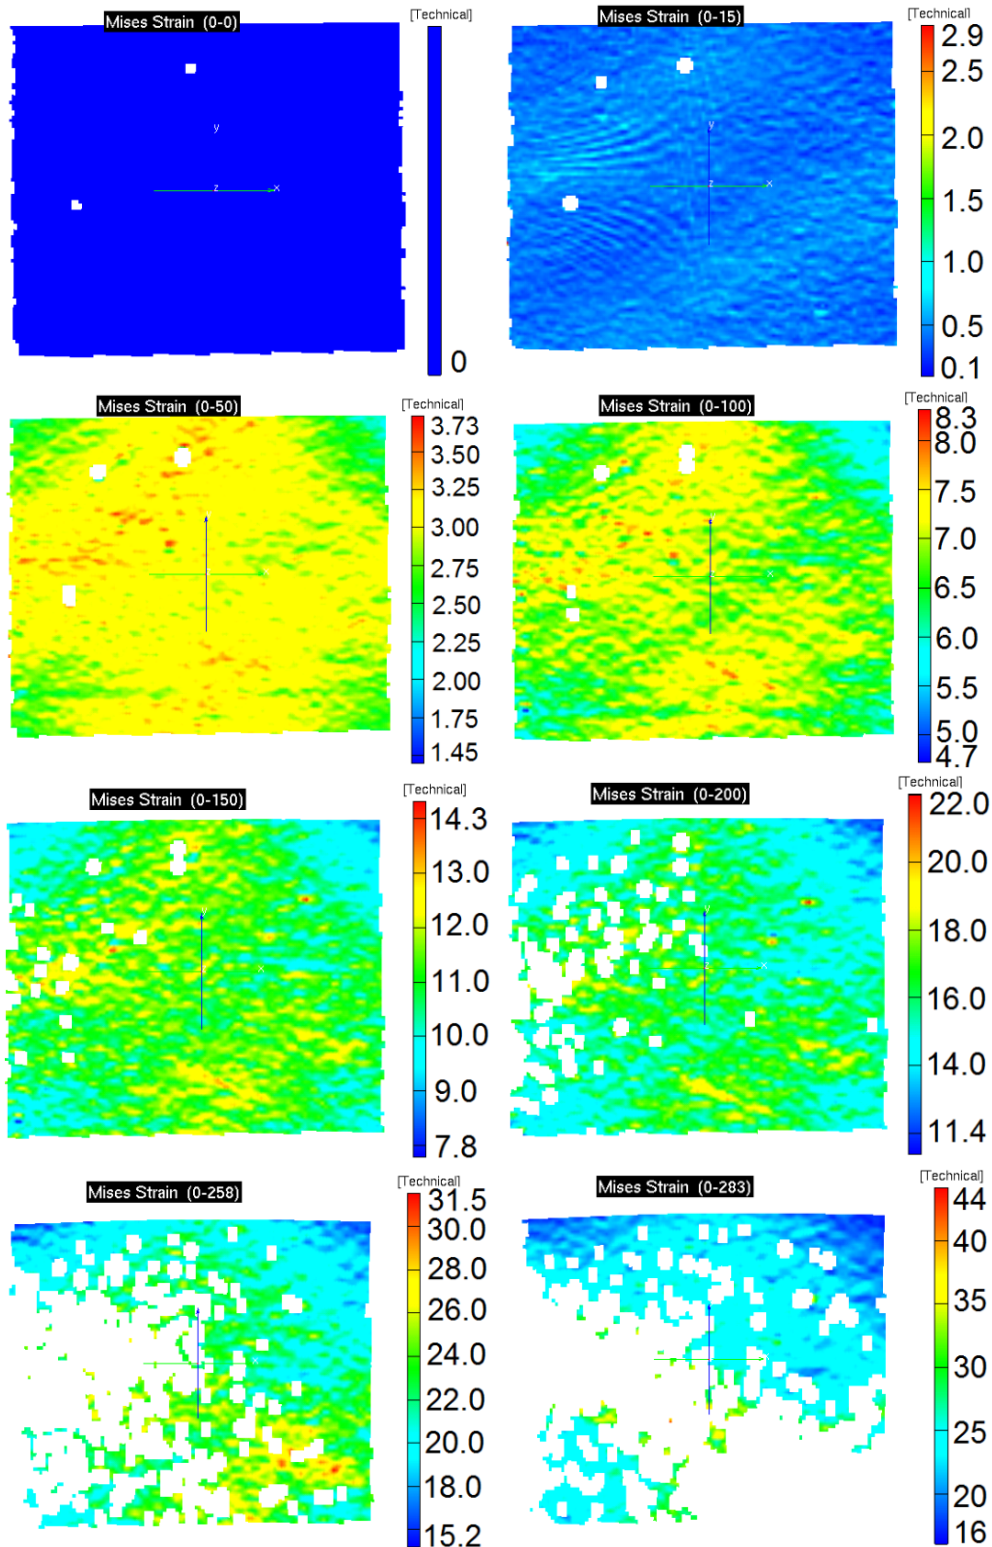 Mises Strain (0-0)
[Technical]
0
y
z
x
Mises Strain (0-15)
[Technical]
2.9
2.5
2.0
1.5
1.0
0.5
0.1
y
z
x
Mises Strain (0-50)
[Technical]
3.73
3.50
3.25
3.00
2.75
2.50
2.25
2.00
1.75
1.45
Mises Strain (0-100)
[Technical]
8.3
8.0
7.5
7.0
6.5
6.0
5.5
5.0
4.7
x
Mises Strain (0-150)
[Technical]
14.3
13.0
12.0
11.0
10.0
9.0
7.8
y
x
Mises Strain (0-200)
[Technical]
22.0
20.0
18.0
16.0
14.0
11.4
y
x
Mises Strain (0-258)
[Technical]
31.5
30.0
28.0
26.0
24.0
22.0
20.0
18.0
15.2
x
Mises Strain (0-283)
[Technical]
44
40
35
30
25
20
16